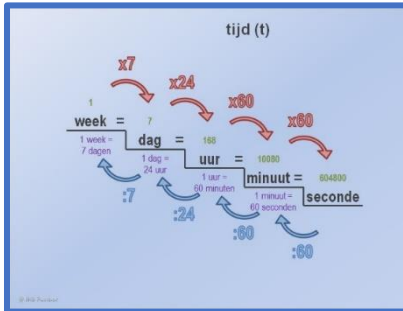 tijd (t)
x7
x24
x60
x60
1
week =
7
dag =
168
uur =
10080
minuut =
604800
seconde
1 week =
7 dagen
1 dag =
24 uur
1 uur =
60 minuten
1 minuut =
60 seconden
:7
:24
:60
:60